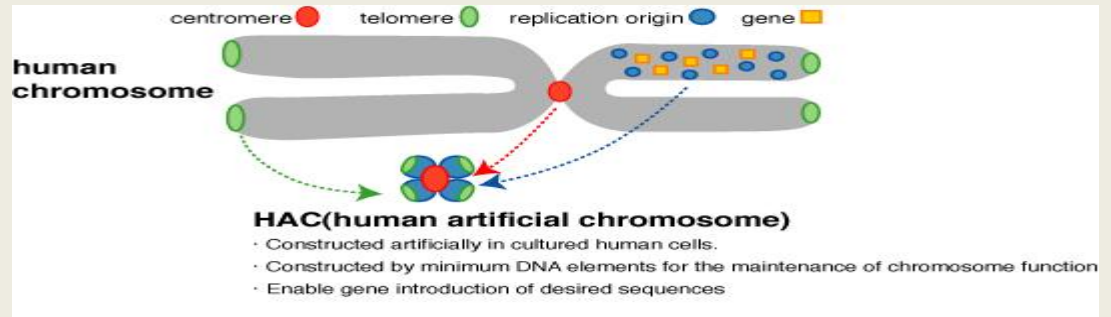 centromere telomere replication origin gene
human
chromosome
HAC(human artificial chromosome)
· Constructed artificially in cultured human cells.
· Constructed by minimum DNA elements for the maintenance of chromosome function
· Enable gene introduction of desired sequences